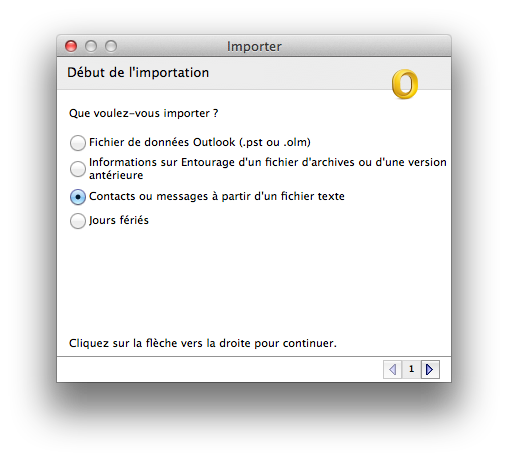 Importer
Début de l'importation
Que voulez-vous importer ?
Fichier de données Outlook (.pst ou .olm)
Informations sur Entourage d'un fichier d'archives ou d'une version
antérieure
Contacts ou messages à partir d'un fichier texte
Jours fériés
Cliquez sur la flèche vers la droite pour continuer.
1